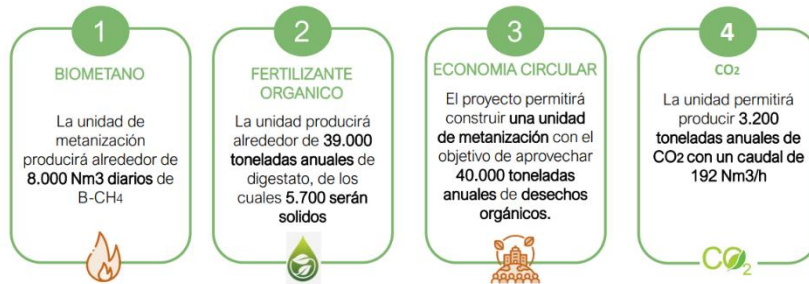 1
BIOMETANO
La unidad de
metanización
producirá alrededor de
8.000 Nm3 diarios de
B-CH4
2
FERTILIZANTE
ORGANICO
La unidad producirá
alrededor de 39.000
toneladas anuales de
digestato, de los
cuales 5.700 serán
solidos
3
ECONOMIA CIRCULAR
El proyecto permitirá
construir una unidad
de metanización con el
objetivo de aprovechar
40.000 toneladas
anuales de desechos
orgánicos.
4
CO2
La unidad permitirá
producir 3.200
toneladas anuales de
CO2 con un caudal de
192 Nm3/h
CO2